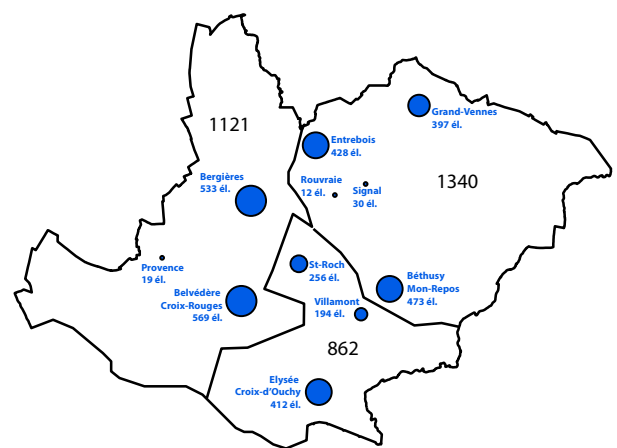 Grand-Vennes
397 él.
1121
Entrebois
428 él.
Bergières
533 él.
Rouvraie
12 él.
Signal
30 él.
1340
Provence
19 él.
St-Roch
256 él.
Béthusy
Mon-Repos
473 él.
Belvédère
Croix-Rouges
569 él.
Villamont
194 él.
862
Elysée
Croix-d'Ouchy
412 él.